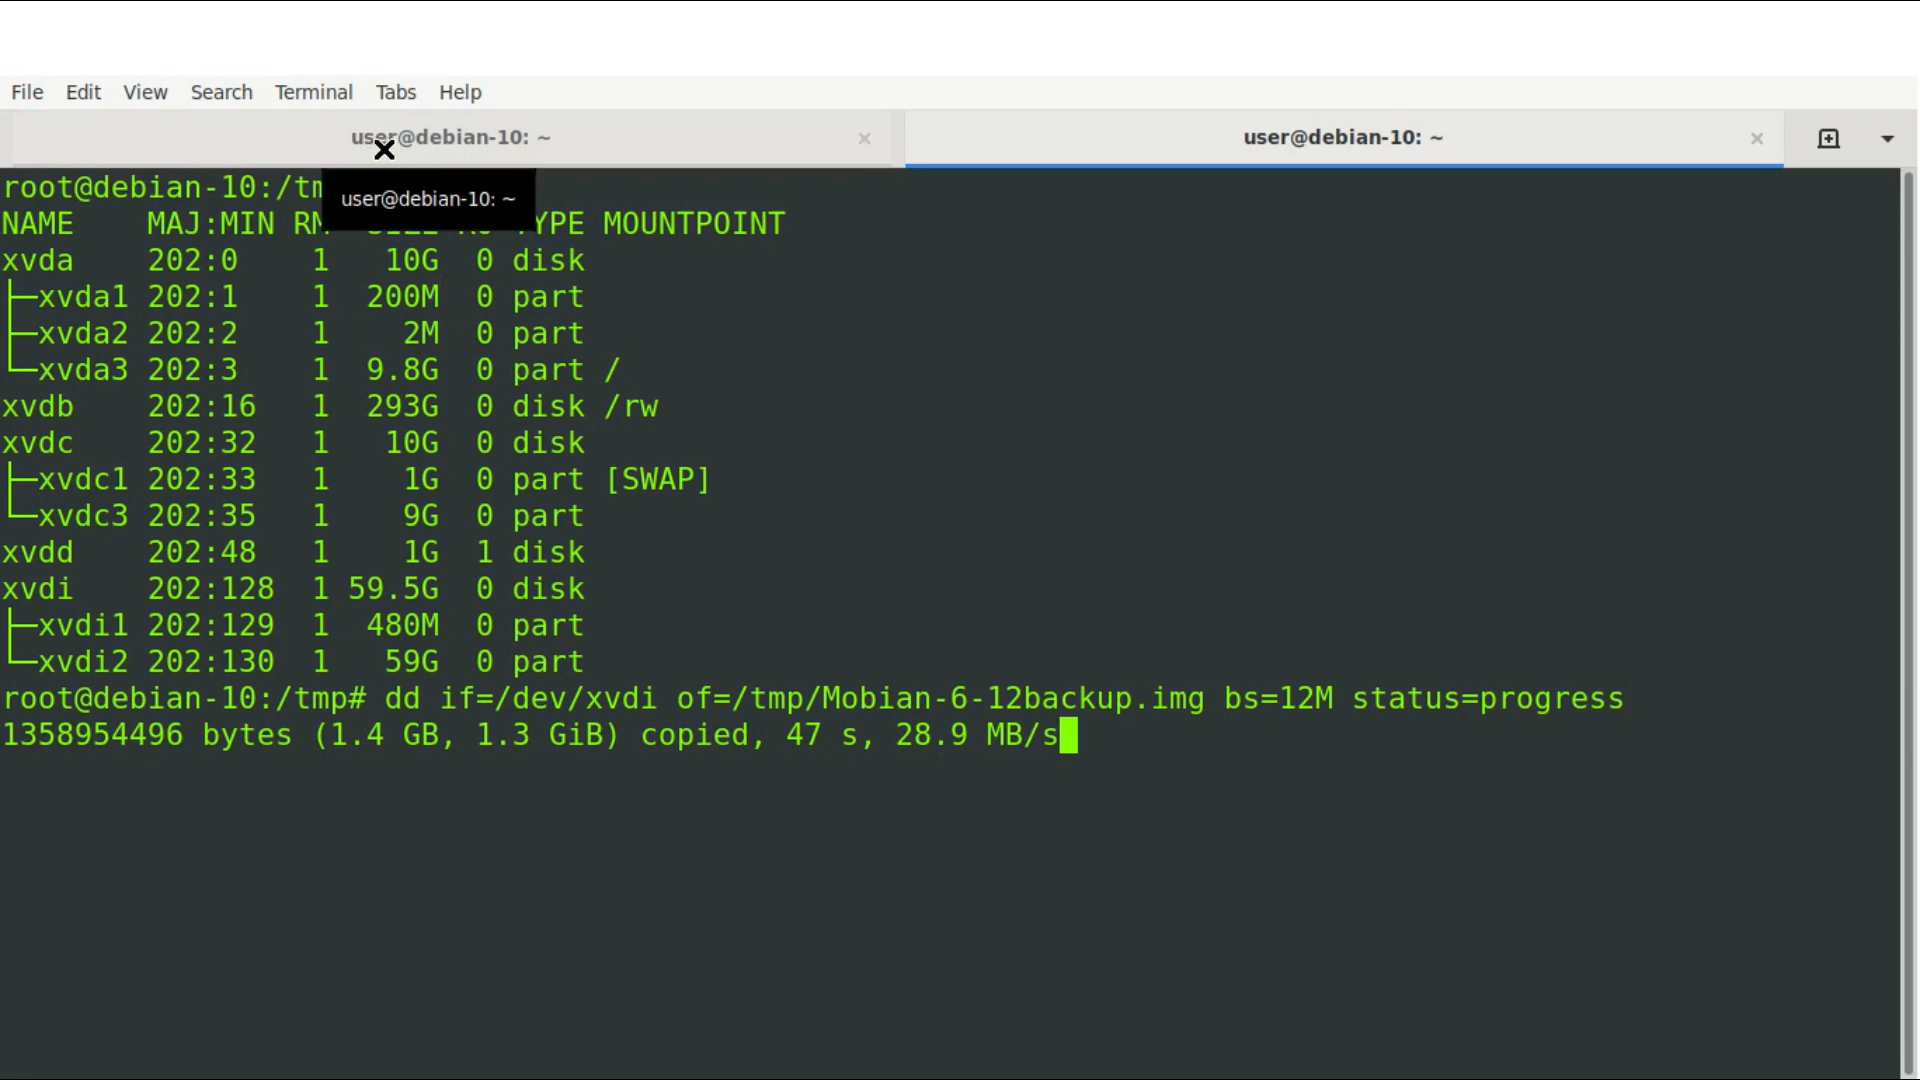 File Edit View Search Terminal Tabs Help
user@debian-10: ~ user@debian-10: ~
user@debian-10: ~
root@debian-10:/tm
NAME MAJ:MIN RM TYPE MOUNTPOINT
xvda 202:0 1 10G 0 disk
├─xvda1 202:1 1 200M 0 part
├─xvda2 202:2 1 2M 0 part
└─xvda3 202:3 1 9.8G 0 part /
xvdb 202:16 1 293G 0 disk /rw
xvdc 202:32 1 10G 0 disk
├─xvdc1 202:33 1 1G 0 part [SWAP]
└─xvdc3 202:35 1 9G 0 part
xvdd 202:48 1 1G 1 disk
xvdi 202:128 1 59.5G 0 disk
├─xvdi1 202:129 1 480M 0 part
└─xvdi2 202:130 1 59G 0 part
root@debian-10:/tmp# dd if=/dev/xvdi of=/tmp/Mobian-6-12backup.img bs=12M status=progress
1358954496 bytes (1.4 GB, 1.3 GiB) copied, 47 s, 28.9 MB/s